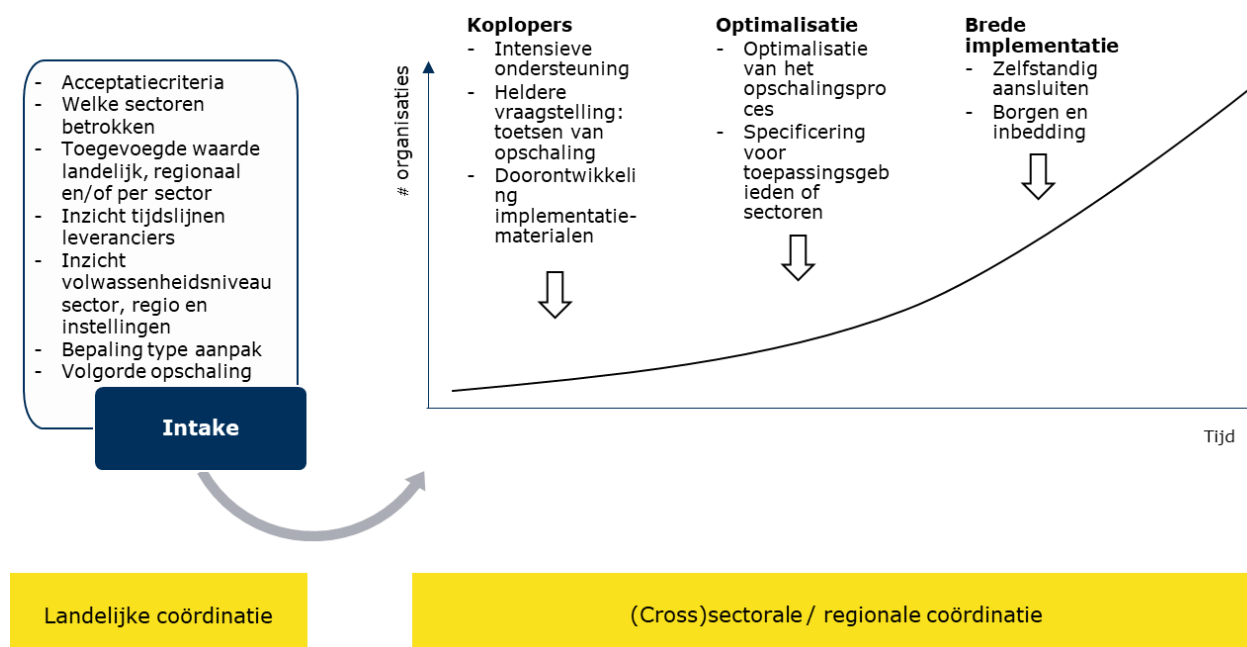 - Acceptatiecriteria
- Welke sectoren
betrokken
- Toegevoegde waarde
landelijk, regionaal
en/of per sector
- Inzicht tijdslijnen
leveranciers
- Inzicht
volwassenheidsniveau
sector, regio en
instellingen
- Bepaling type aanpak
- Volgorde opschaling
Intake
# organisaties
Koplopers
- Intensieve
ondersteuning
- Heldere
vraagstelling:
toetsen van
opschaling
- Doorontwikkeli
ng
implementatie-
materialen
Optimalisatie
- Optimalisatie
van het
opschalingspro
ces
- Specificering
voor
toepassingsgeb
ieden of
sectoren
Brede
implementatie
- Zelfstandig
aansluiten
- Borgen en
inbedding
Tijd
Landelijke coördinatie
(Cross)sectorale / regionale coördinatie